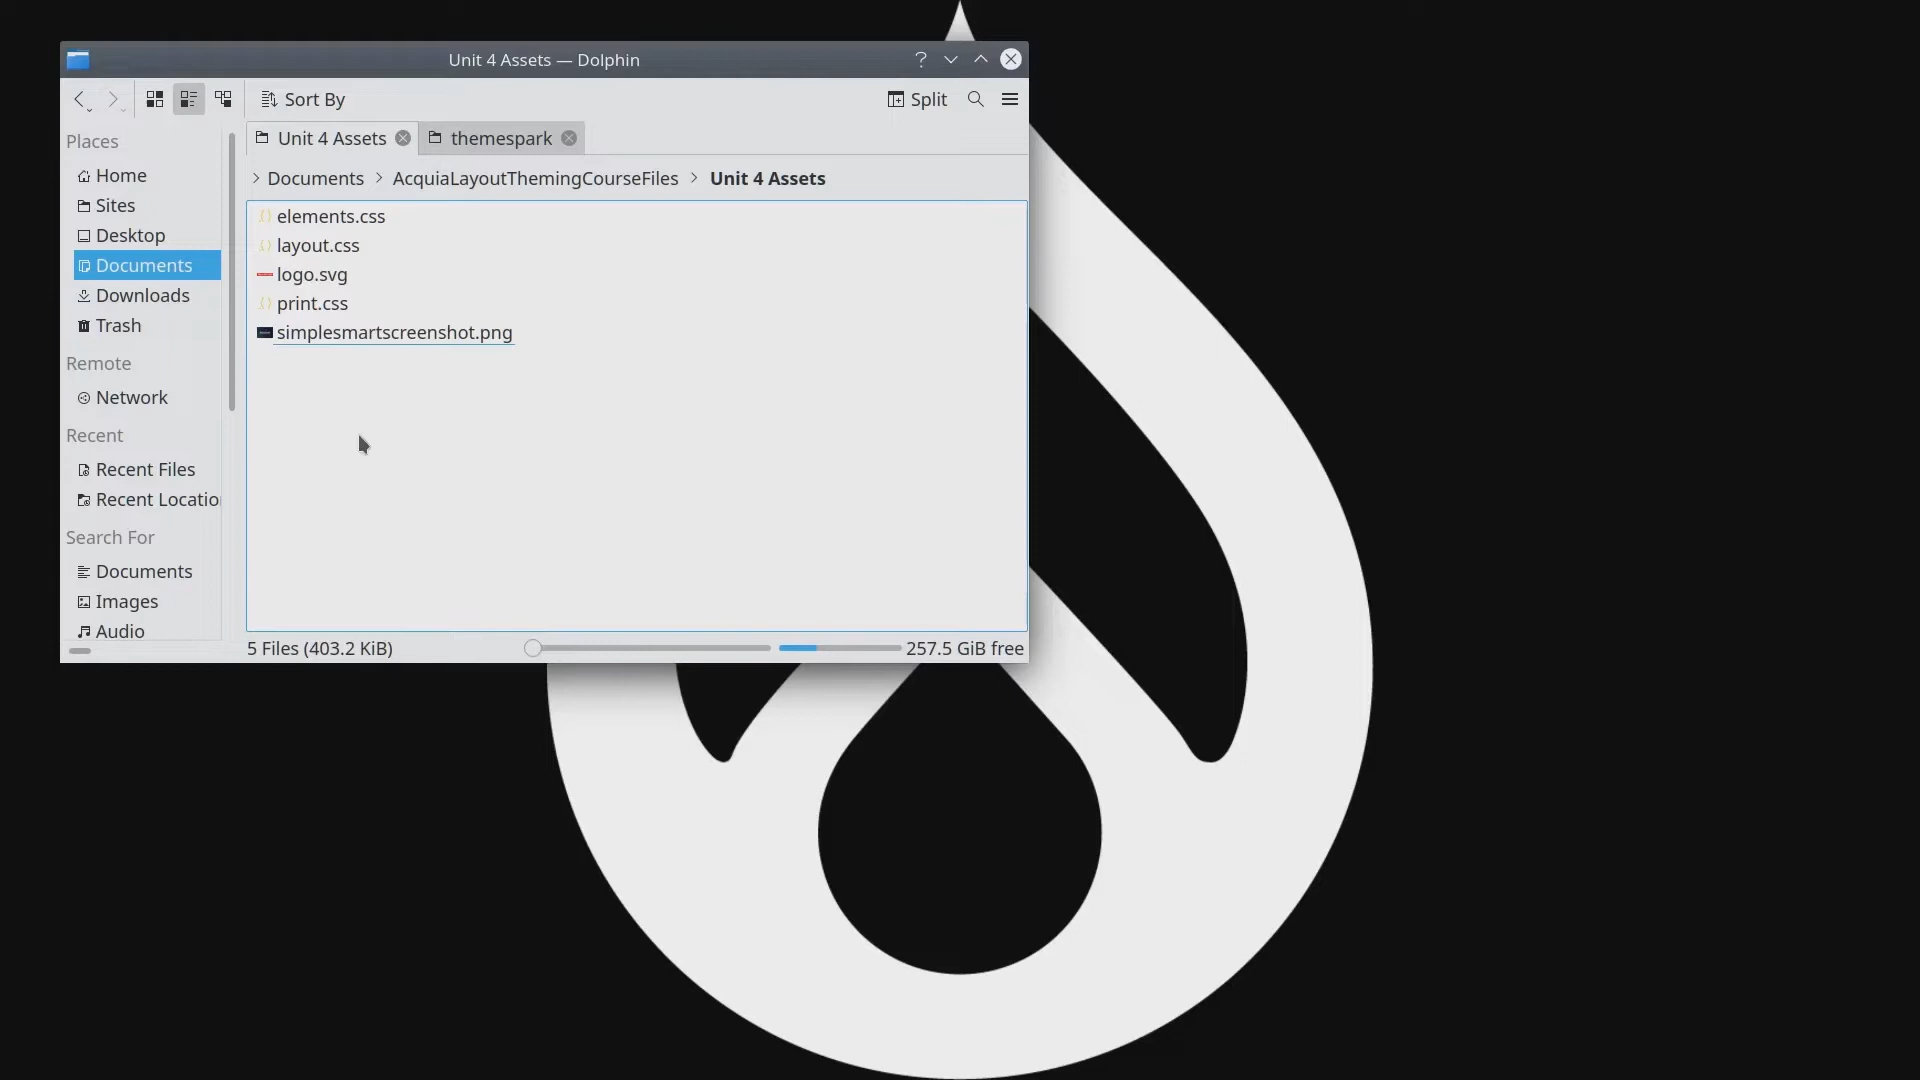 Unit 4 Assets — Dolphin
Sort By
Split
Places
Home
Sites
Desktop
Documents
Downloads
Trash
Remote
Network
Recent
Recent Files
Recent Locatio
Search For
Documents
Images
Audio
Unit 4 Assets
themespark
> Documents > AcquiaLayoutThemingCourseFiles > Unit 4 Assets
elements.css
layout.css
logo.svg
print.css
simplesmartscreenshot.png
5 Files (403.2 KiB)
257.5 GiB free